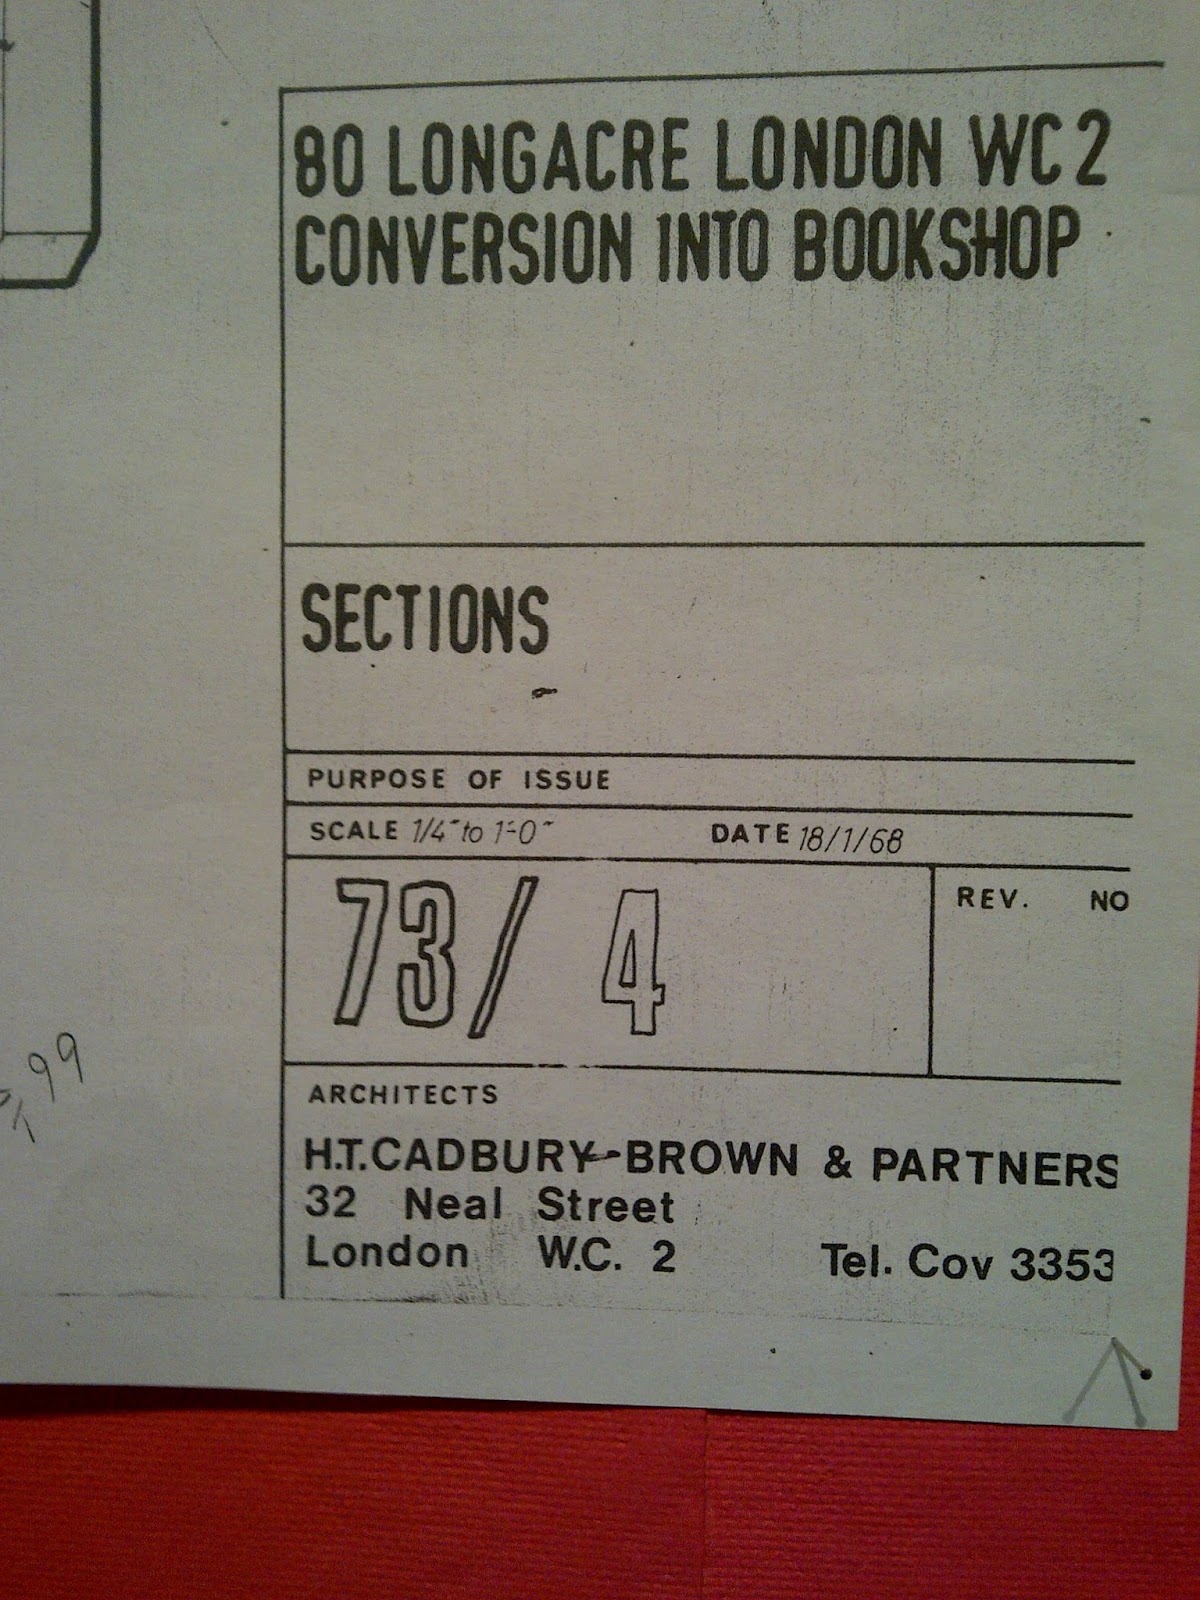 80 LONGACRE LONDON WC2
CONVERSION INTO BOOKSHOP
SECTIONS
PURPOSE OF ISSUE
SCALE 1/4" to 1'-0" DATE 18/1/68
73/ 4
REV. NO
99
ARCHITECTS
H.T.CADBURY-BROWN & PARTNERS
32 Neal Street
London W.C. 2 Tel. Cov 3353